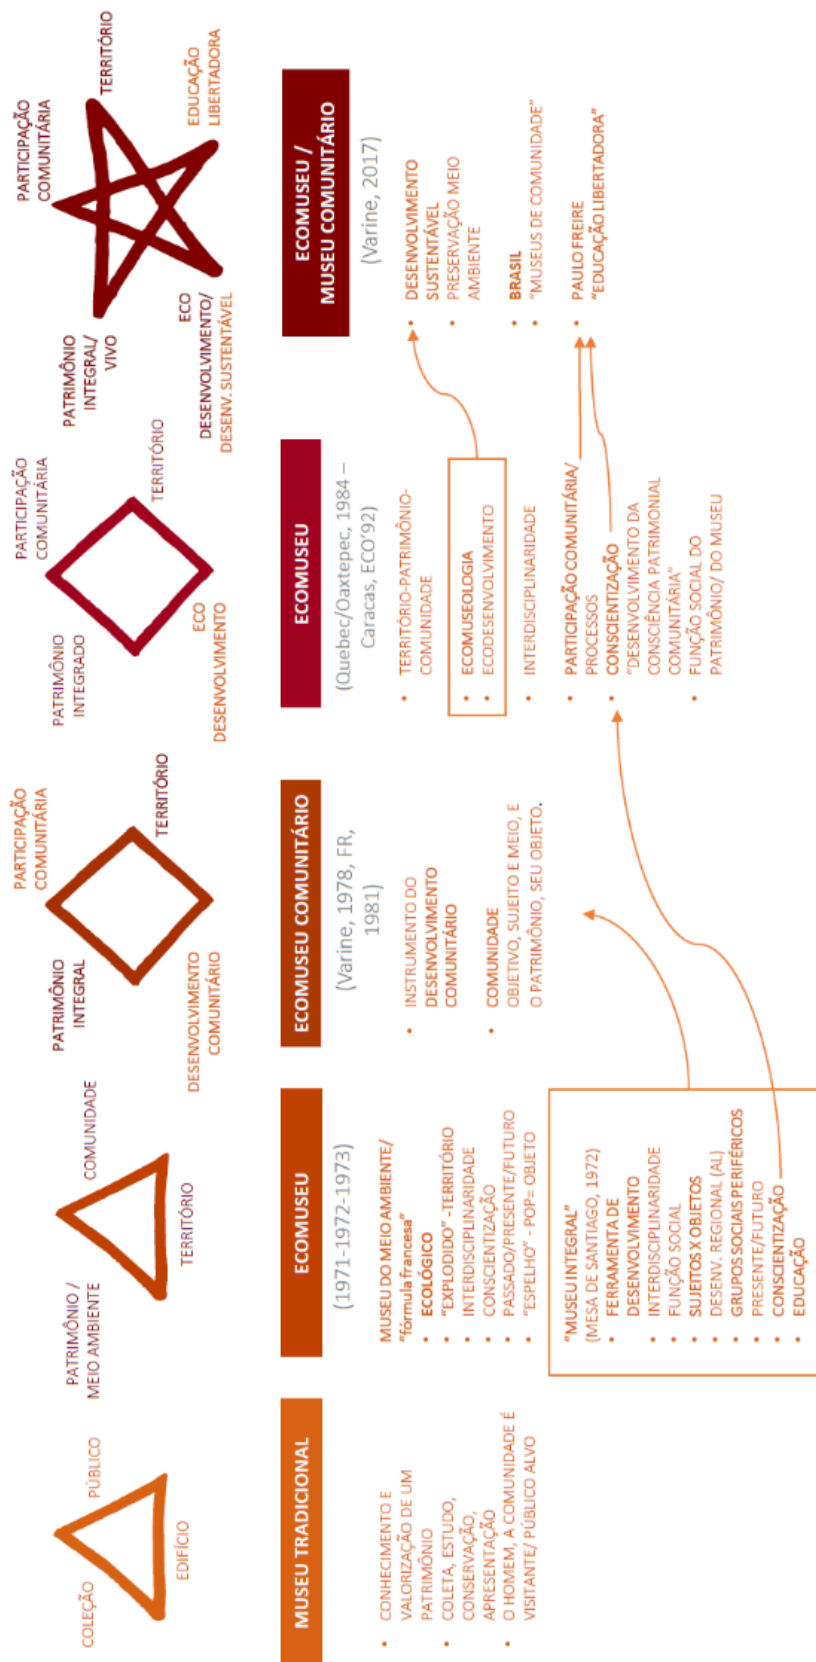 COLEÇÃO
PÚBLICO
EDIFÍCIO
MUSEU TRADICIONAL
• CONHECIMENTO E
VALORIZAÇÃO DE UM
PATRIMÔNIO
• COLETA, ESTUDO,
CONSERVAÇÃO,
APRESENTAÇÃO
• O HOMEM, A COMUNIDADE É
VISITANTE/ PÚBLICO ALVO
PATRIMÔNIO /
MEIO AMBIENTE
COMUNIDADE
TERRITÓRIO
ECOMUSEU
(1971-1972-1973)
MUSEU DO MEIO AMBIENTE/
"fórmula francesa"
• ECOLÓGICO
• "EXPLODIDO" -TERRITÓRIO
• INTERDISCIPLINARIDADE
• CONSCIENTIZAÇÃO
• PASSADO/PRESENTE/FUTURO
• "ESPELHO" - POP= OBJETO
"MUSEU INTEGRAL"
(MESA DE SANTIAGO, 1972)
• FERRAMENTA DE
DESENVOLVIMENTO
• INTERDISCIPLINARIDADE
• FUNÇÃO SOCIAL
• SUJEITOS X OBJETOS
• DESENV. REGIONAL (AL)
• GRUPOS SOCIAIS PERIFÉRICOS
• PRESENTE/FUTURO
• CONSCIENTIZAÇÃO
• EDUCAÇÃO
PATRIMÔNIO
INTEGRAL
PARTICIPAÇÃO
COMUNITÁRIA
TERRITÓRIO
DESENVOLVIMENTO
COMUNITÁRIO
ECOMUSEU COMUNITÁRIO
(Varine, 1978, FR,
1981)
• INSTRUMENTO DO
DESENVOLVIMENTO
COMUNITÁRIO
• COMUNIDADE
OBJETIVO, SUJEITO E MEIO, E
O PATRIMÔNIO, SEU OBJETO.
PATRIMÔNIO
INTEGRADO
PARTICIPAÇÃO
COMUNITÁRIA
TERRITÓRIO
ECO
DESENVOLVIMENTO
ECOMUSEU
(Quebec/Oaxtepec, 1984 –
Caracas, ECO'92)
• TERRITÓRIO-PATRIMÔNIO-
COMUNIDADE
• ECOMUSEOLOGIA
• ECODESENVOLVIMENTO
• INTERDISCIPLINARIDADE
• PARTICIPAÇÃO COMUNITÁRIA/
PROCESSOS
• CONSCIENTIZAÇÃO
"DESENVOLVIMENTO DA
CONSCIÊNCIA PATRIMONIAL
COMUNITÁRIA"
• FUNÇÃO SOCIAL DO
PATRIMÔNIO/ DO MUSEU
PATRIMÔNIO
INTEGRAL/
VIVO
PARTICIPAÇÃO
COMUNITÁRIA
TERRITÓRIO
EDUCAÇÃO
LIBERTADORA
ECO
DESENVOLVIMENTO/
DESENV. SUSTENTÁVEL
ECOMUSEU /
MUSEU COMUNITÁRIO
(Varine, 2017)
• DESENVOLVIMENTO
SUSTENTÁVEL
• PRESERVAÇÃO MEIO
AMBIENTE
• BRASIL
• "MUSEUS DE COMUNIDADE"
• PAULO FREIRE
• "EDUCAÇÃO LIBERTADORA"